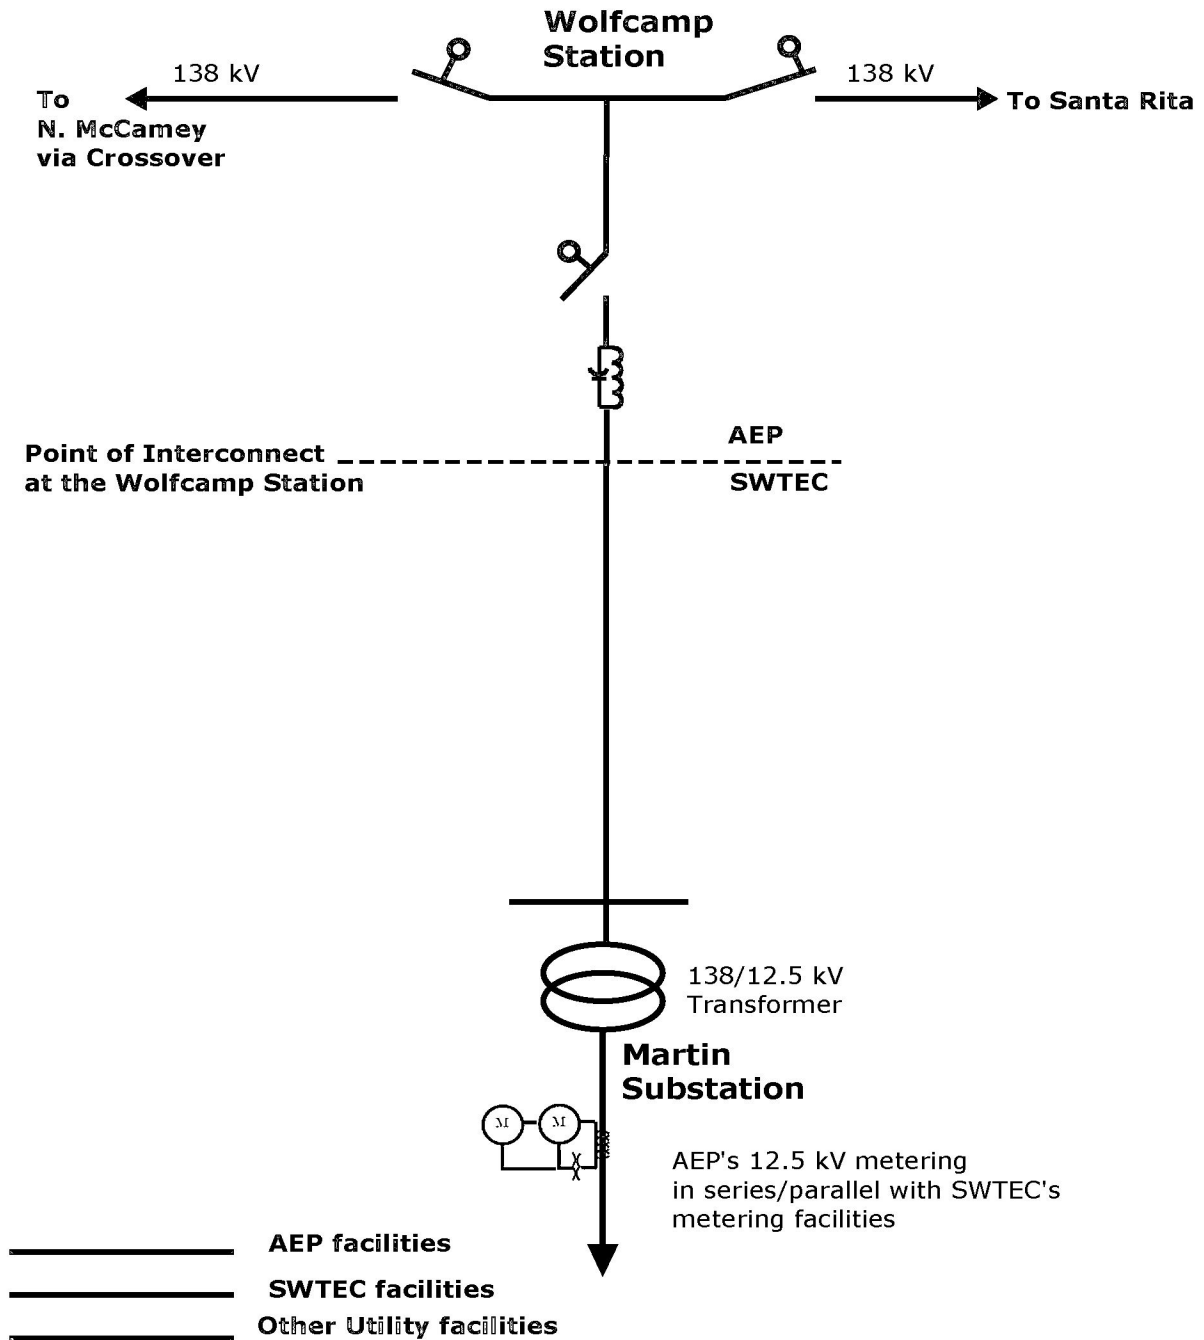 Wolfcamp
Station
138 kV
138 kV
To
N. McCamey
via Crossover
To Santa Rita
AEP
Point of Interconnect
at the Wolfcamp Station
SWTEC
138/12.5 kV
Transformer
Martin
Substation
M
M
AEP's 12.5 kV metering
in series/parallel with SWTEC's
metering facilities
AEP facilities
SWTEC facilities
Other Utility facilities